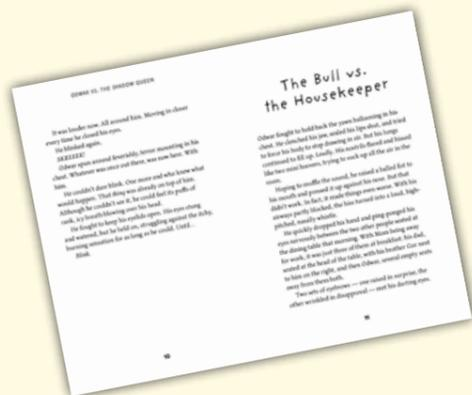 ODWAR VS. THE SHADOW QUEEN
It was louder now. All around him. Moving in closer
every time he closed his eyes.
He blinked again.
SKEEEEE!
Odwar spun around feverishly, terror mounting in his
chest. Whatever was once out there, was now here. With
him.
He couldn't dare blink. One more and who knew what
would happen. That thing was already on top of him.
Although he couldn't see it, he could feel its puffs of
rank, icy breath blowing onto his head.
He fought to keep his eyelids open. His eyes stung
and watered, but he held on, struggling against the itchy,
burning sensation for as long as he could. Until...
Blink.
10
The Bull vs.
the Housekeeper
Odwar fought to hold back the yawn ballooning in his
chest. He clenched his jaw, sealed his lips shut, and tried
to force his body to stop drawing in air. But his lungs
continued to fill up. Loudly. His nostrils flared and hissed
like two mini hoovers, trying to suck up all the air in the
room.
Hoping to muffle the sound, he raised a balled fist to
his mouth and pressed it up against his nose. But that
didn't work. In fact, it made things even worse. With his
airways partly blocked, the hiss turned into a loud, high-
pitched, nasally whistle.
He quickly dropped his hand and ping-ponged his
eyes nervously between the two other people seated at
the dining table that morning. With Mum being away
for work, it was just three of them at breakfast: his dad,
seated at the head of the table, with his brother Gor next
to him on the right, and then Odwar, several empty seats
away from them both.
Two sets of eyebrows — one raised in surprise, the
other wrinkled in disapproval — met his darting eyes.
11